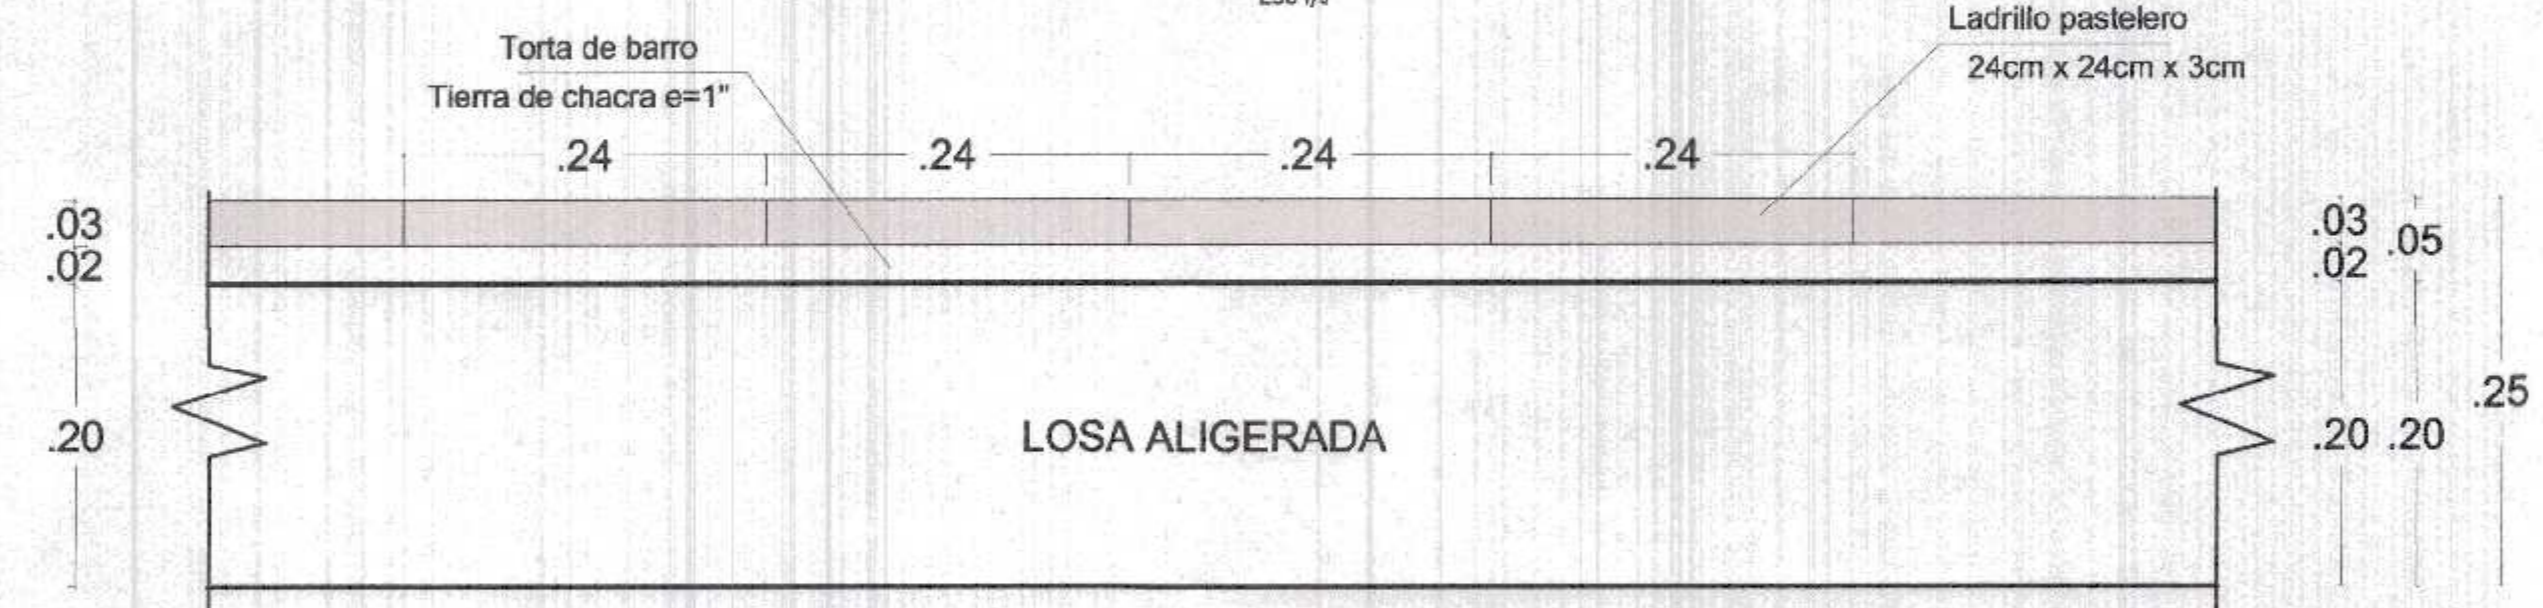 Torta de barro
Tierra de chacra e=1"
Ladrillo pastelero
24cm x 24cm x 3cm
.24 .24 .24 .24
.03 .03
.02 .02 .05
.25
.20 LOSA ALIGERADA .20 .20